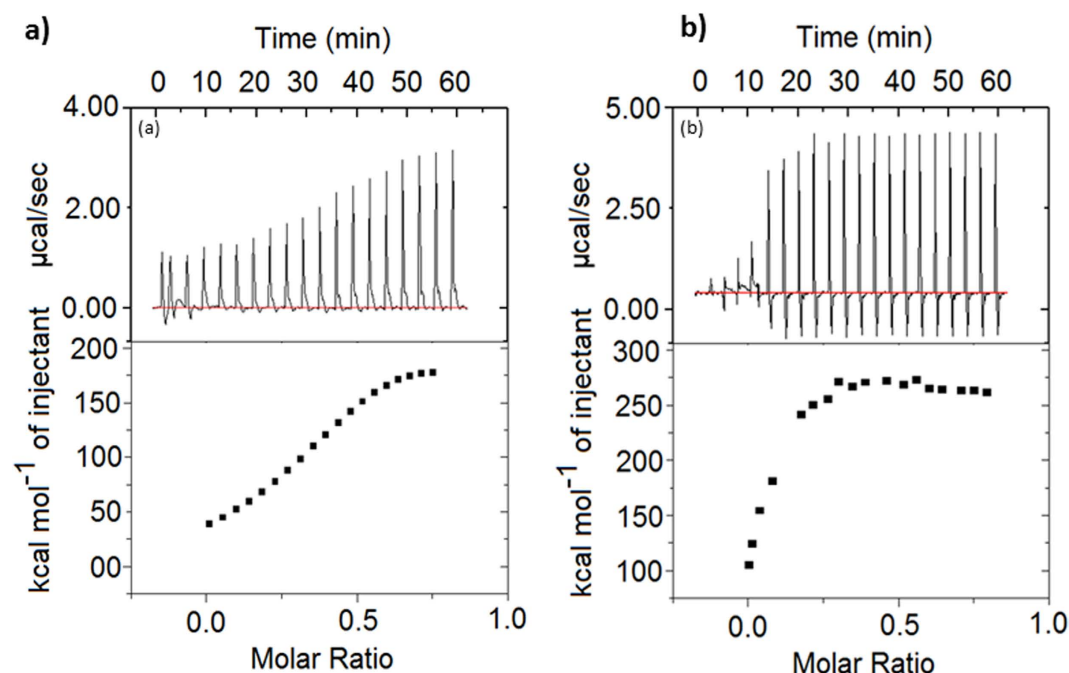 a)
Time (min)
0 10 20 30 40 50 60
4.00
(a)
2.00
0.00
µcal/sec
200
150
100
50
00
kcal mol⁻¹ of injectant
0.0 0.5 1.0
Molar Ratio
b)
Time (min)
0 10 20 30 40 50 60
5.00
(b)
2.50
0.00
µcal/sec
300
250
200
150
100
kcal mol⁻¹ of injectant
0.0 0.5 1.0
Molar Ratio